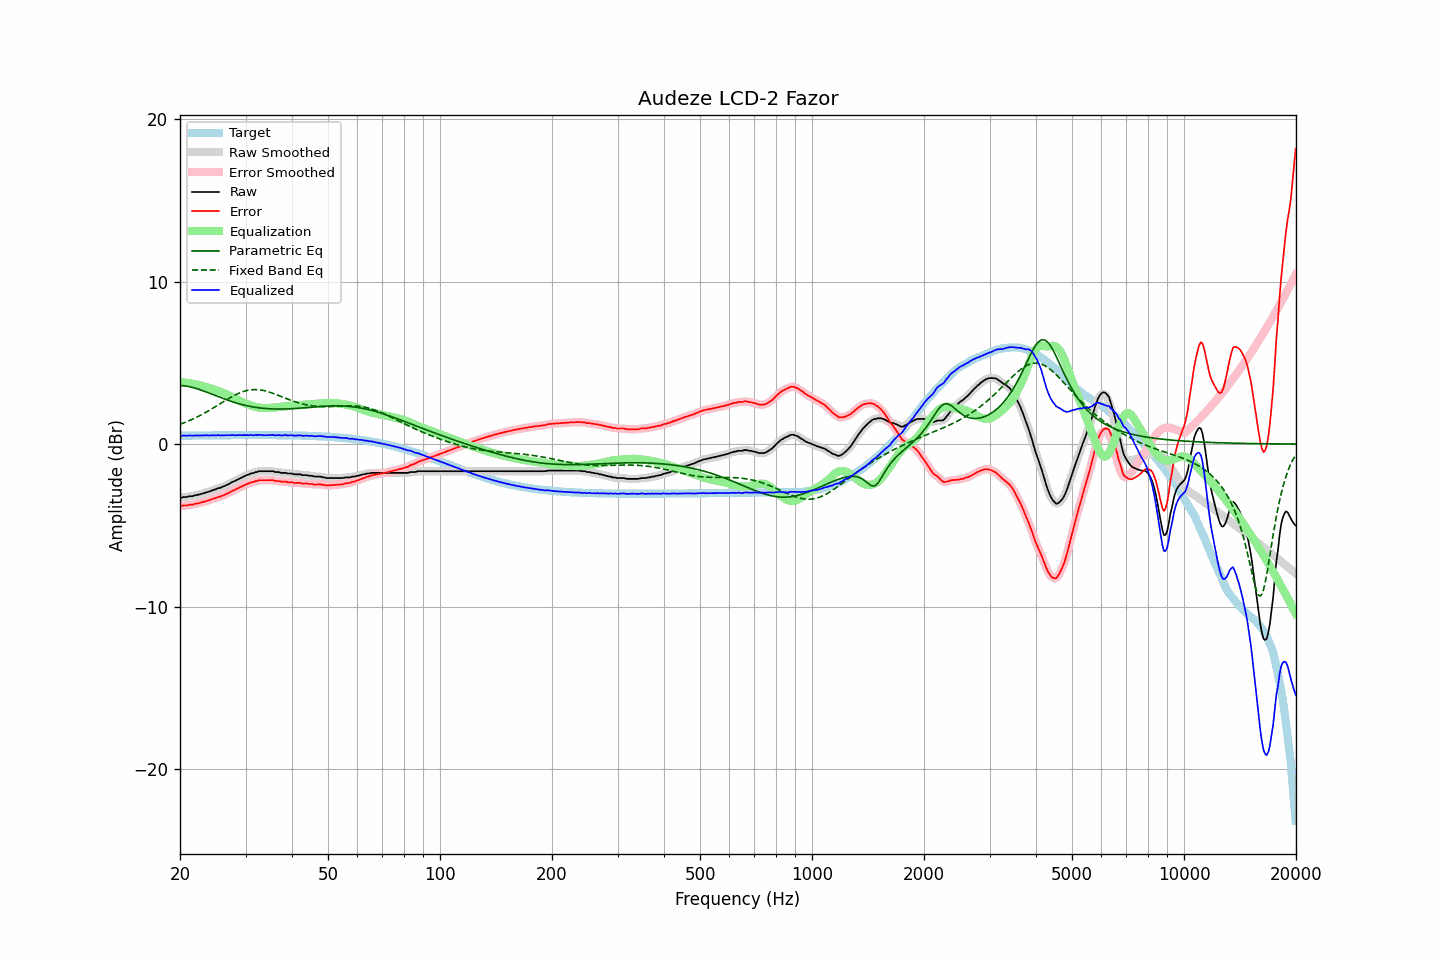 Audeze LCD-2 Fazor
20
10
0
−10
−20
Amplitude (dBr)
Target
Raw Smoothed
Error Smoothed
Raw
Error
Equalization
Parametric Eq
Fixed Band Eq
Equalized
20 50 100 200 500 1000 2000 5000 10000 20000
Frequency (Hz)